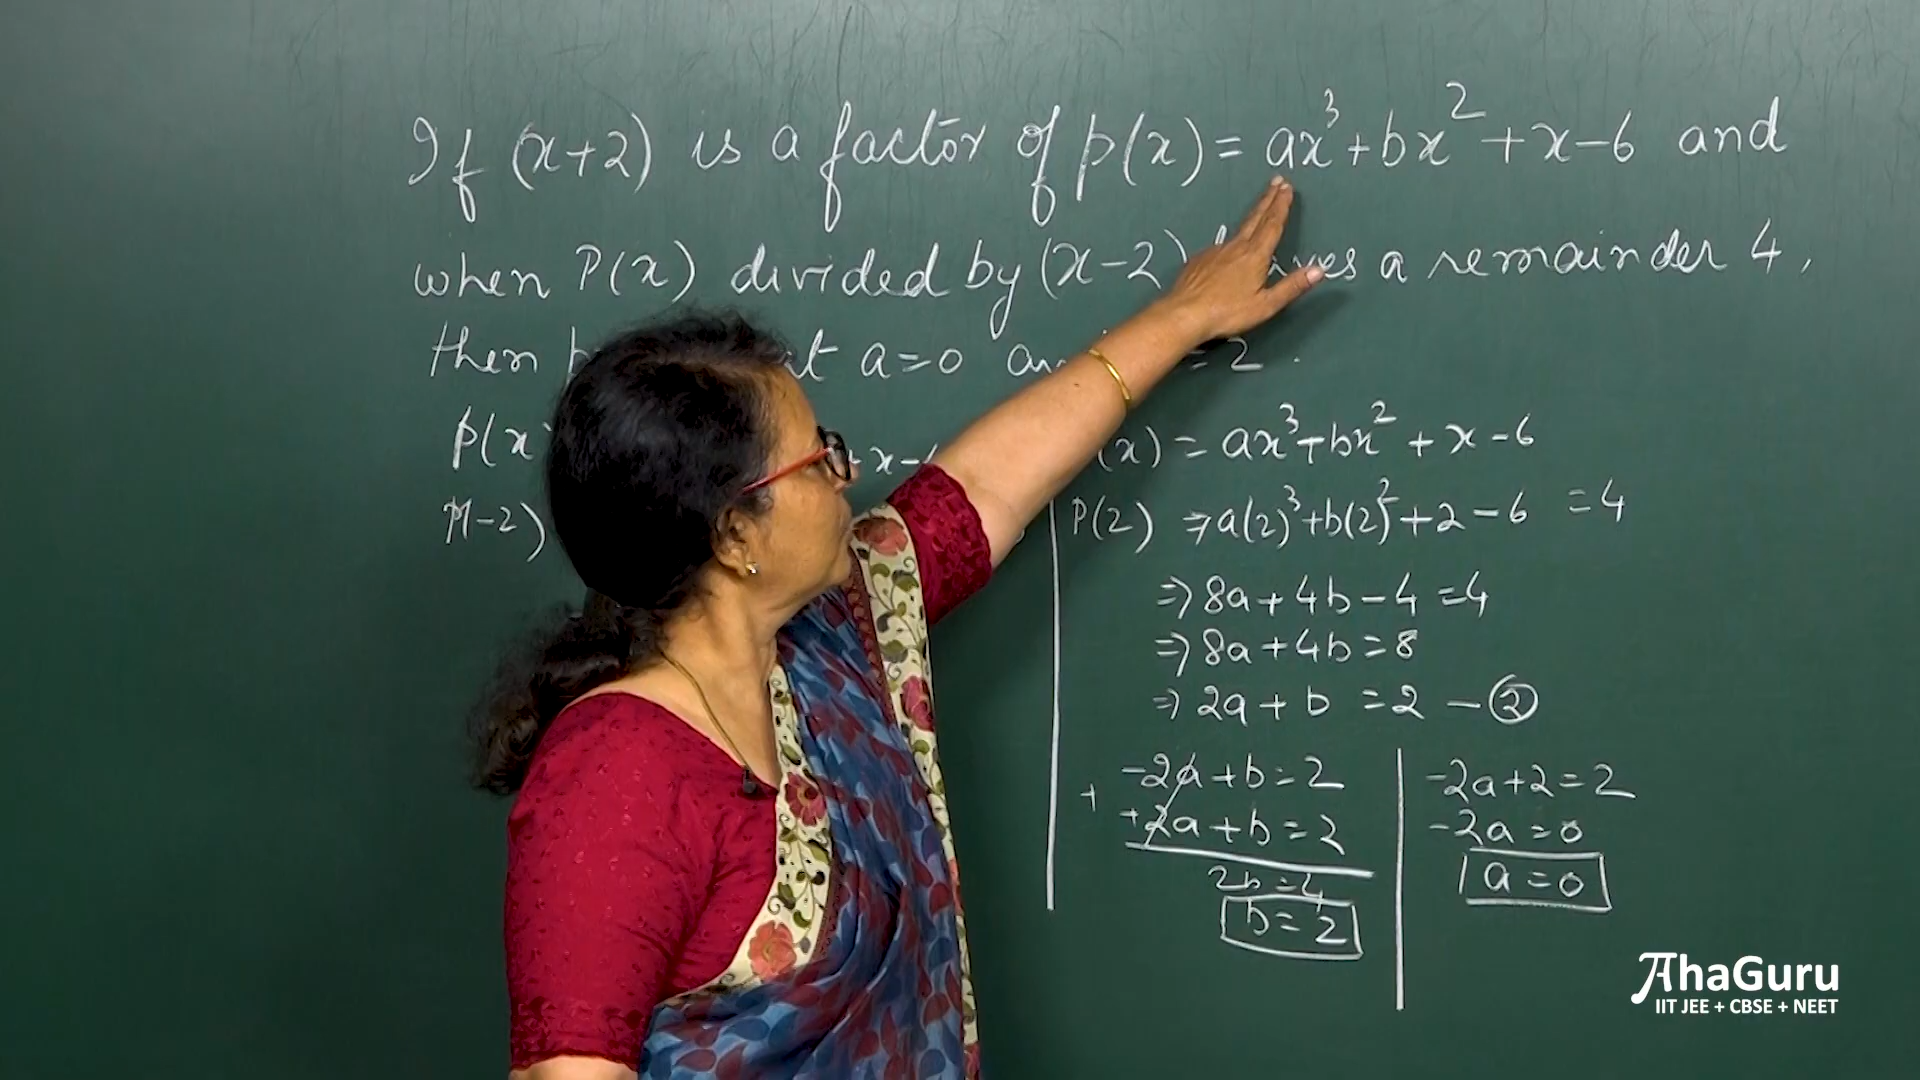 If (x+2) is a factor of p(x) = ax³+bx²+x-6 and
when P(x) divided by (x-2) a remainder 4,
then a=0 2.
p(x
P(-2)
x-
(x) = ax³+bx²+x-6
P(2) ⇒a(2)³+b(2)²+2-6 =4
⇒8a+4b-4=4
⇒8a+4b=8
⇒2a+b=2-②
+ -2a+b=2
+2a+b=2
2b=4
b=2
-2a+2=2
-2a=0
a=0
AhaGuru
IIT JEE + CBSE + NEET